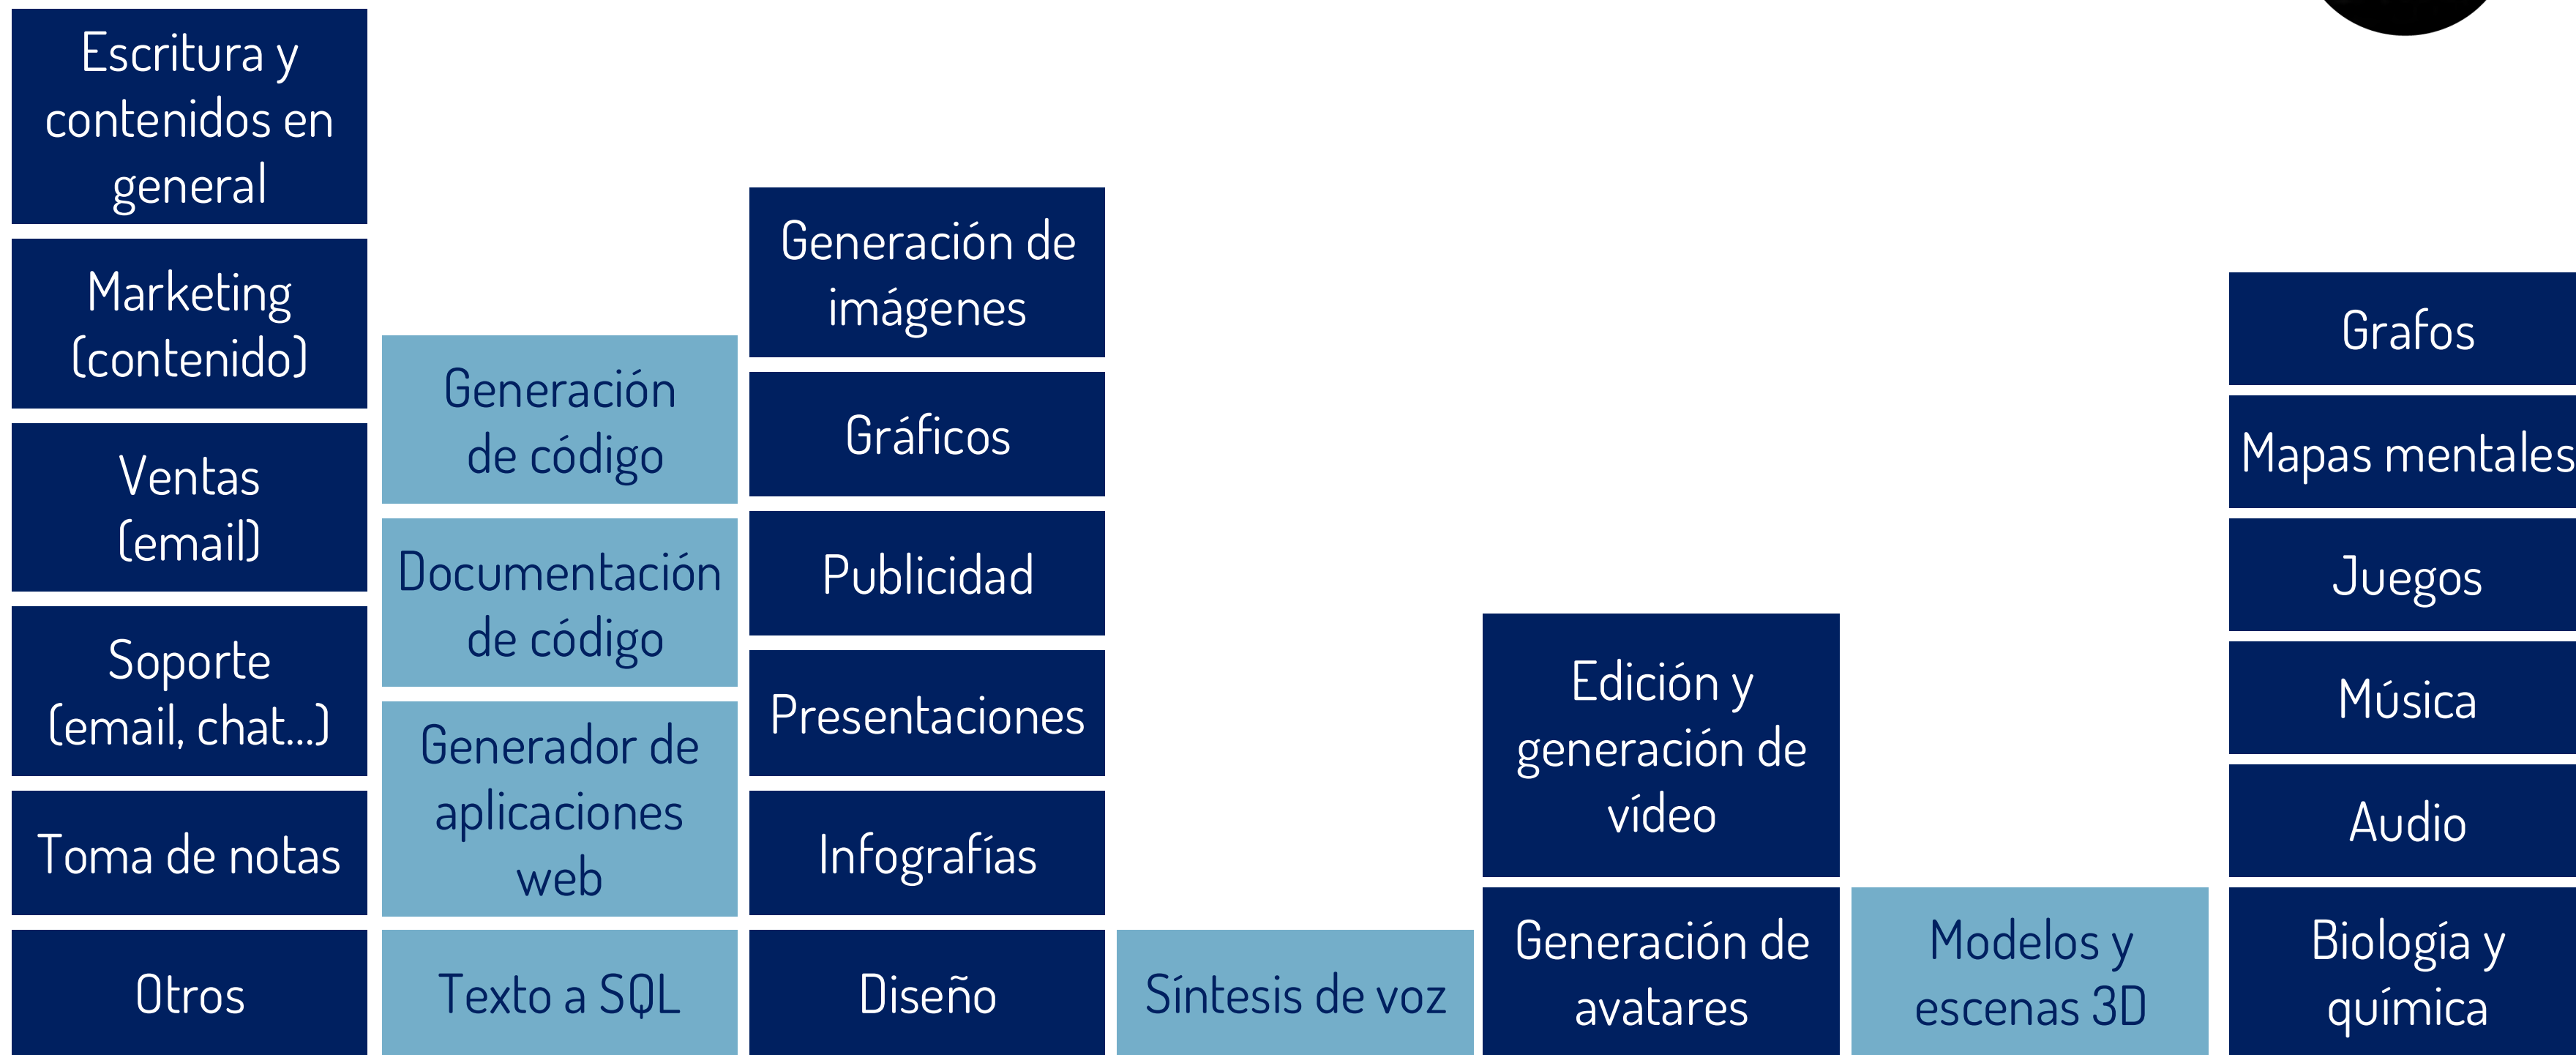 Escritura y
contenidos en
general
Marketing
(contenido)
Ventas
(email)
Soporte
(email, chat...)
Toma de notas
Otros
Generación
de código
Documentación
de código
Generador de
aplicaciones
web
Texto a SQL
Generación de
imágenes
Gráficos
Publicidad
Presentaciones
Infografías
Diseño
Síntesis de voz
Edición y
generación de
vídeo
Generación de
avatares
Modelos y
escenas 3D
Grafos
Mapas mentales
Juegos
Música
Audio
Biología y
química